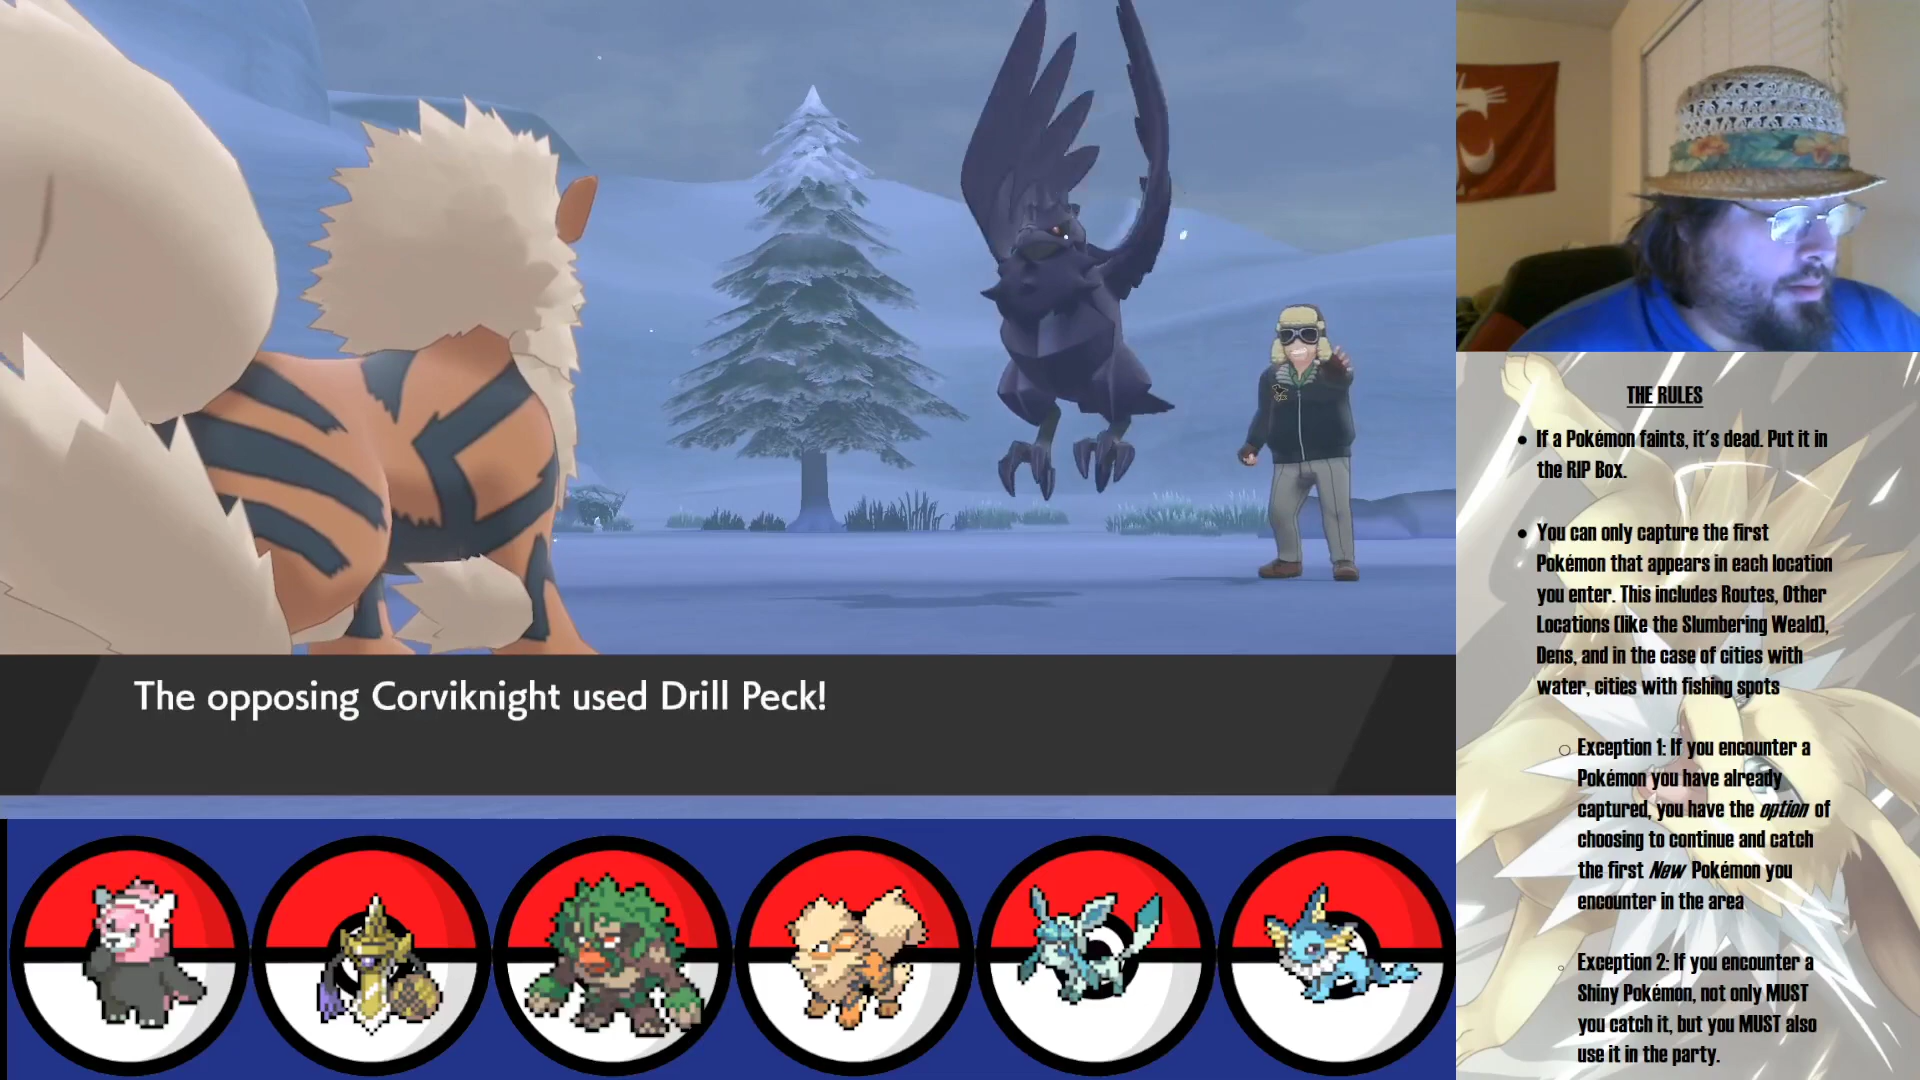 The opposing Corviknight used Drill Peck!
THE RULES
• If a Pokémon faints, it's dead. Put it in
the RIP Box.
• You can only capture the first
Pokémon that appears in each location
you enter. This includes Routes, Other
Locations (like the Slumbering Weald),
Dens, and in the case of cities with
water, cities with fishing spots
○ Exception 1: If you encounter a
Pokémon you have already
captured, you have the option of
choosing to continue and catch
the first New Pokémon you
encounter in the area
○ Exception 2: If you encounter a
Shiny Pokémon, not only MUST
you catch it, but you MUST also
use it in the party.